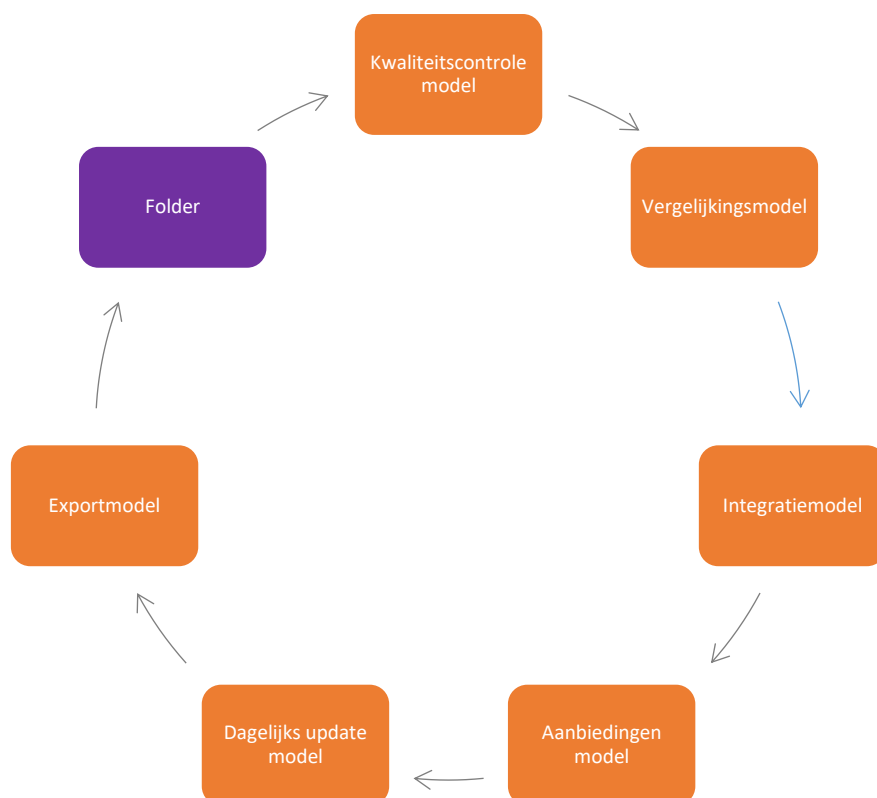 Kwaliteitscontrole
model
Vergelijkingsmodel
Integratiemodel
Aanbiedingen
model
Dagelijks update
model
Exportmodel
Folder